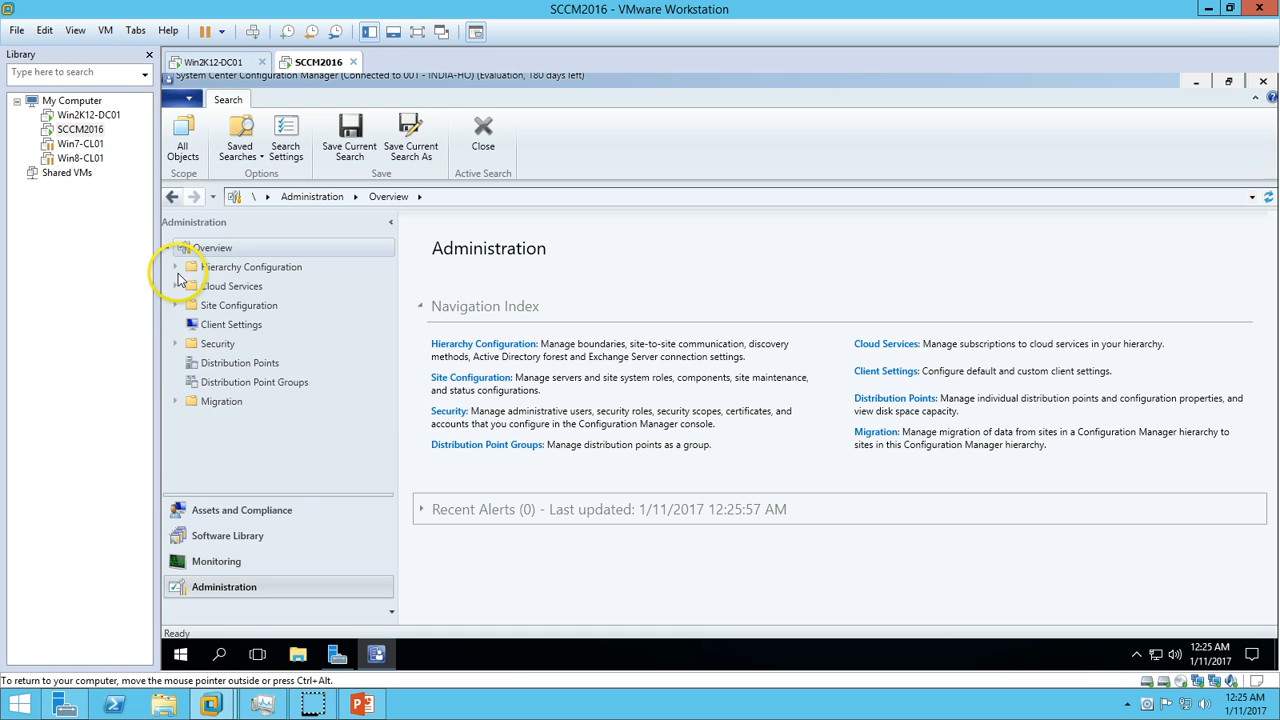 SCCM2016 - VMware Workstation
File Edit View VM Tabs Help
Library
Type here to search
My Computer
Win2K12-DC01
SCCM2016
Win7-CL01
Win8-CL01
Shared VMs
Win2K12-DC01
SCCM2016
System Center Configuration Manager (Connected to 001 - INDIA-HO) (Evaluation, 180 days left)
Search
All Objects
Saved Searches
Search Settings
Save Current Search
Save Current Search As
Close
Scope
Options
Save
Active Search
\ Administration Overview
Administration
Overview
Hierarchy Configuration
Cloud Services
Site Configuration
Client Settings
Security
Distribution Points
Distribution Point Groups
Migration
Assets and Compliance
Software Library
Monitoring
Administration
Administration
Navigation Index
Hierarchy Configuration: Manage boundaries, site-to-site communication, discovery
methods, Active Directory forest and Exchange Server connection settings.
Site Configuration: Manage servers and site system roles, components, site maintenance,
and status configurations.
Security: Manage administrative users, security roles, security scopes, certificates, and
accounts that you configure in the Configuration Manager console.
Distribution Point Groups: Manage distribution points as a group.
Cloud Services: Manage subscriptions to cloud services in your hierarchy.
Client Settings: Configure default and custom client settings.
Distribution Points: Manage individual distribution points and configuration properties, and
view disk space capacity.
Migration: Manage migration of data from sites in a Configuration Manager hierarchy to
sites in this Configuration Manager hierarchy.
Recent Alerts (0) - Last updated: 1/11/2017 12:25:57 AM
Ready
12:25 AM
1/11/2017
To return to your computer, move the mouse pointer outside or press Ctrl+Alt.
12:25 AM
1/11/2017